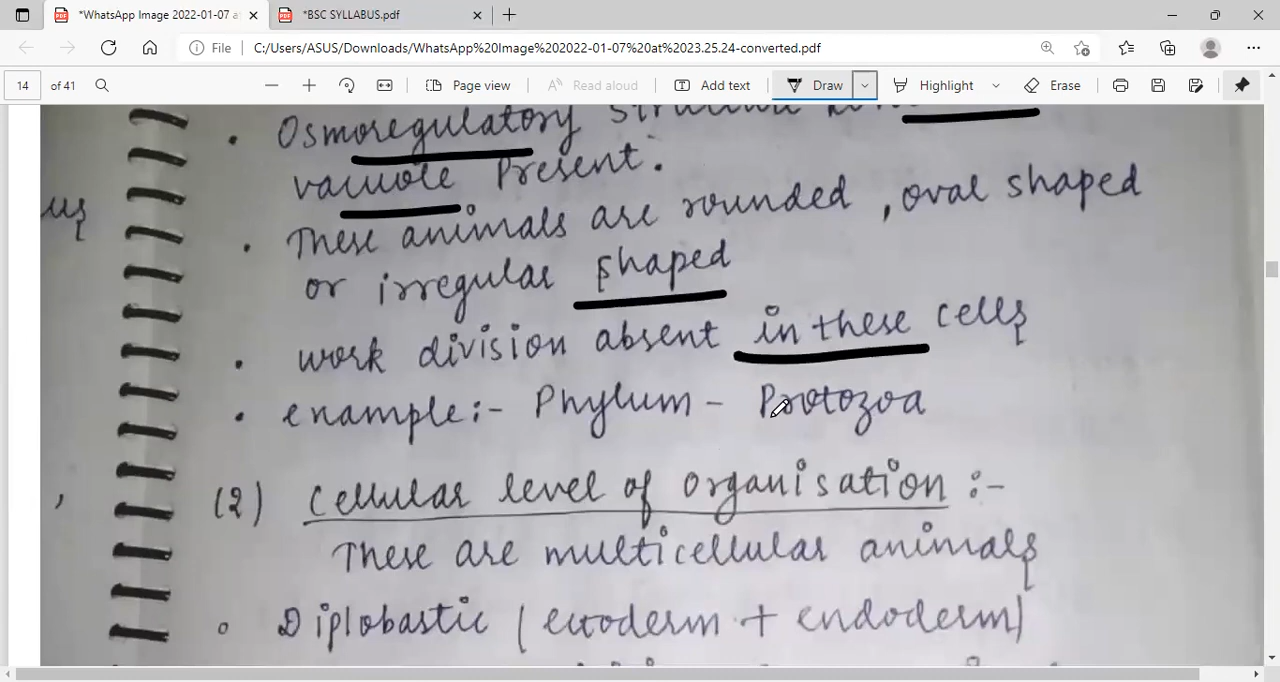 *WhatsApp Image 2022-01-07 a
*BSC SYLLABUS.pdf
File
C:/Users/ASUS/Downloads/WhatsApp%20Image%202022-01-07%20at%2023.25.24-converted.pdf
14 of 41
Page view
Read aloud
Add text
Draw
Highlight
Erase
• Osmoregulatory structure
vacuole Present.
• These animals are rounded, oval shaped
or irregular shaped
• work division absent in these cells
• example:- Phylum - Protozoa
(2) Cellular level of organisation :-
These are multicellular animals
Diplobastic (ectoderm + endoderm)